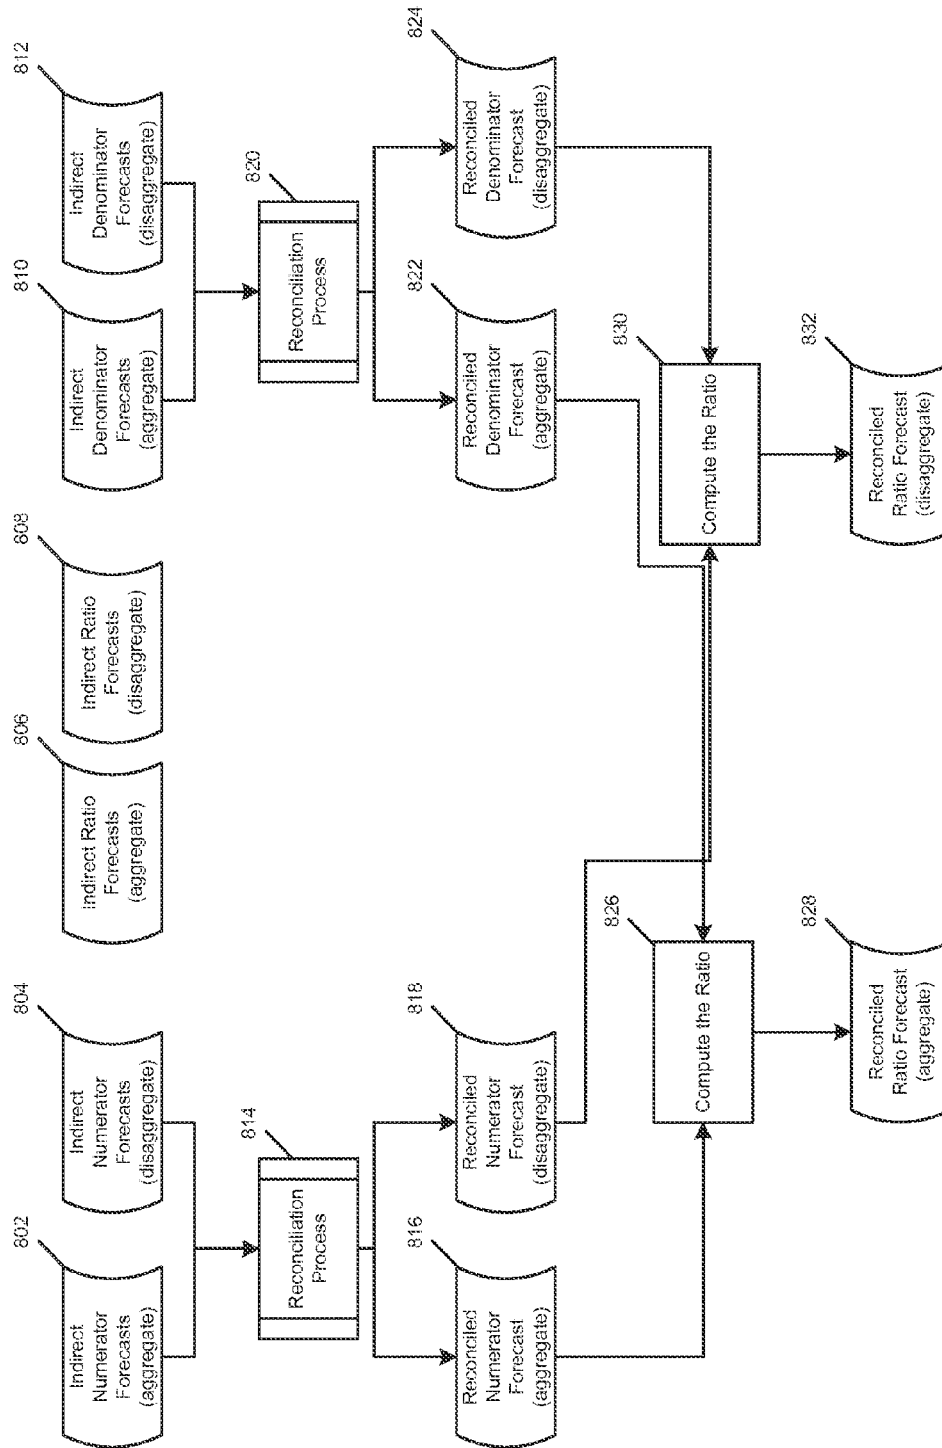 802
Indirect
Numerator
Forecasts
(aggregate)
804
Indirect
Numerator
Forecasts
(disaggregate)
806
Indirect Ratio
Forecasts
(aggregate)
808
Indirect Ratio
Forecasts
(disaggregate)
810
Indirect
Denominator
Forecasts
(aggregate)
812
Indirect
Denominator
Forecasts
(disaggregate)
814
Reconciliation
Process
820
Reconciliation
Process
816
Reconciled
Numerator
Forecast
(aggregate)
818
Reconciled
Numerator
Forecast
(disaggregate)
822
Reconciled
Denominator
Forecast
(aggregate)
824
Reconciled
Denominator
Forecast
(disaggregate)
826
Compute the Ratio
830
Compute the Ratio
828
Reconciled
Ratio Forecast
(aggregate)
832
Reconciled
Ratio Forecast
(disaggregate)